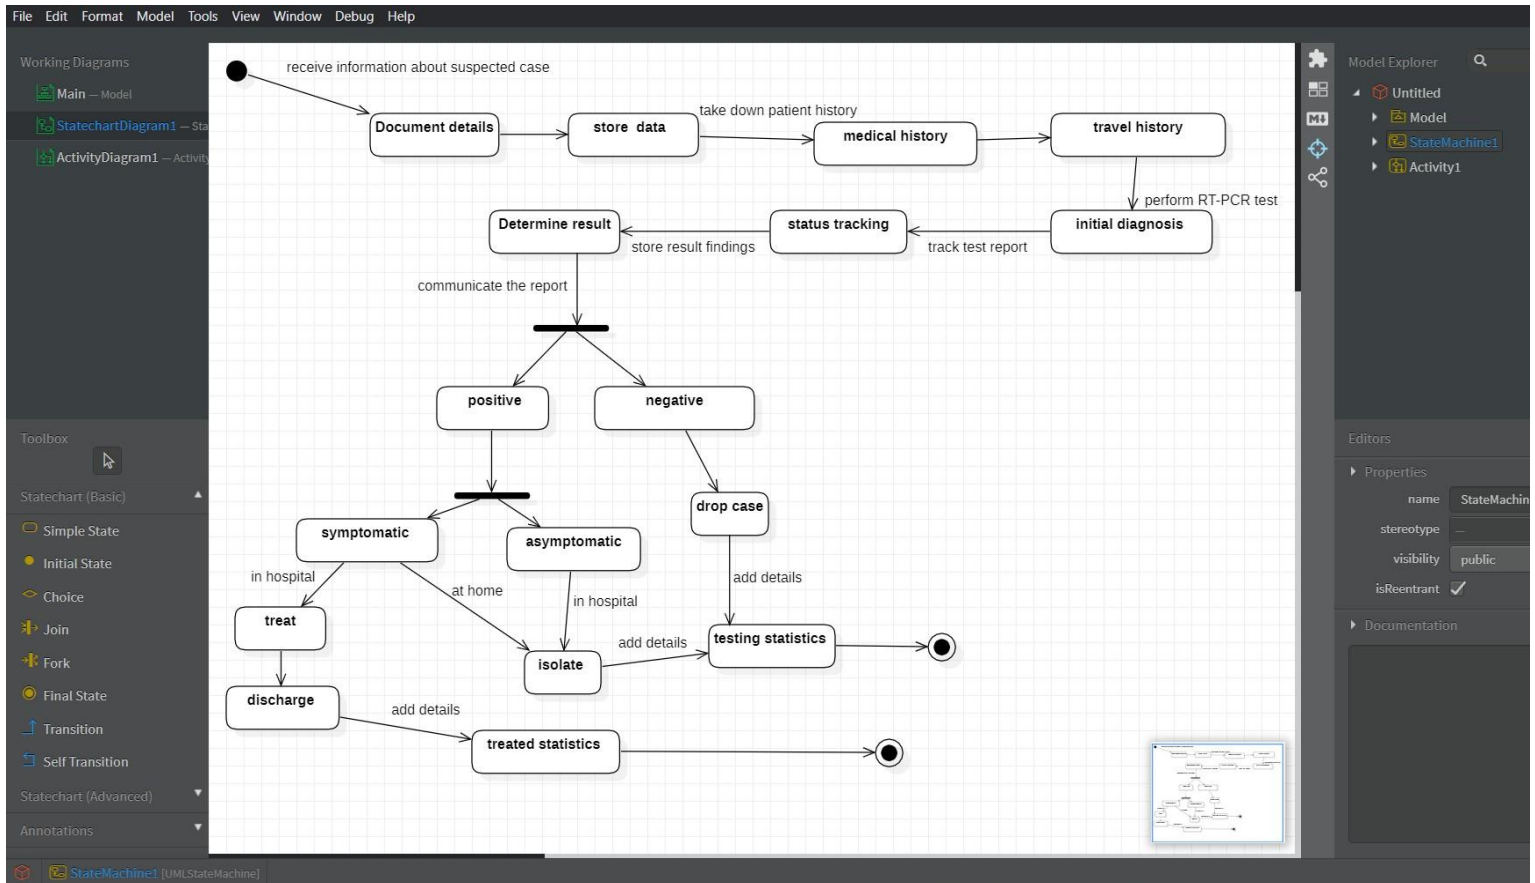 File Edit Format Model Tools View Window Debug Help
Working Diagrams
Main — Model
StatechartDiagram1 — Sta
ActivityDiagram1 — Activity
Toolbox
Statechart (Basic)
Simple State
Initial State
Choice
Join
Fork
Final State
Transition
Self Transition
Statechart (Advanced)
Annotations
receive information about suspected case
Document details
store data
take down patient history
medical history
travel history
perform RT-PCR test
initial diagnosis
track test report
status tracking
store result findings
Determine result
communicate the report
positive
negative
drop case
symptomatic
asymptomatic
in hospital
at home
in hospital
add details
treat
isolate
add details
testing statistics
discharge
add details
treated statistics
Model Explorer
Untitled
Model
StateMachine1
Activity1
Editors
Properties
name StateMachin
stereotype —
visibility public
isReentrant
Documentation
StateMachine1 [UMLStateMachine]